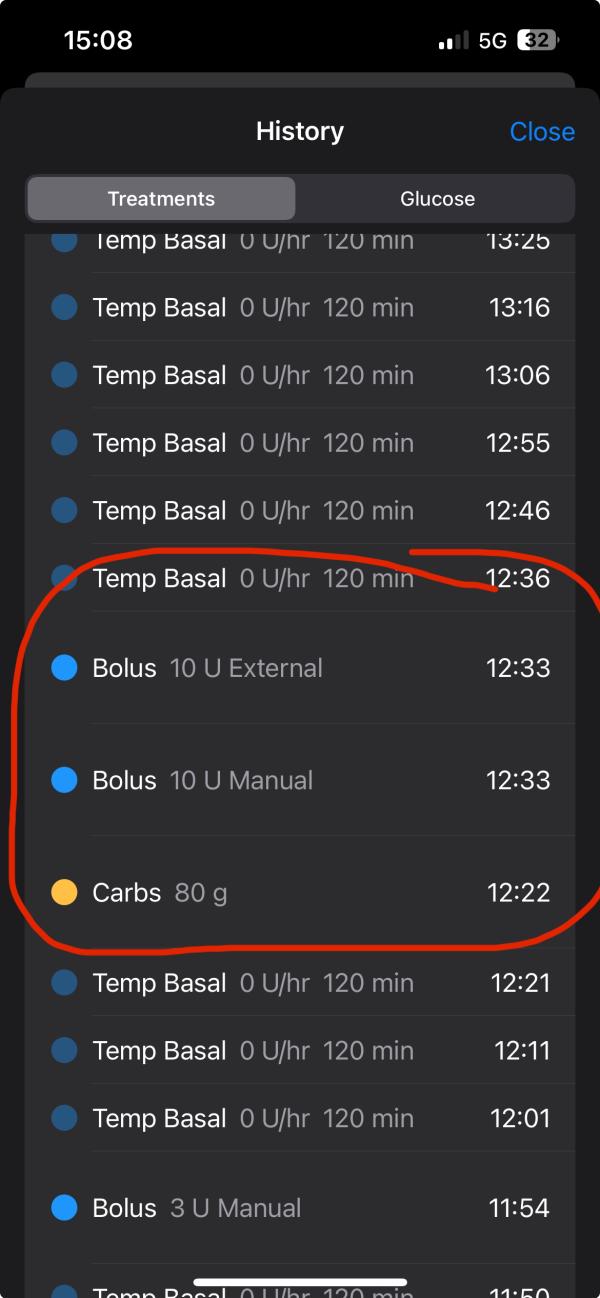 15:08 5G 32
History Close
Treatments Glucose
Temp Basal 0 U/hr 120 min 13:25
Temp Basal 0 U/hr 120 min 13:16
Temp Basal 0 U/hr 120 min 13:06
Temp Basal 0 U/hr 120 min 12:55
Temp Basal 0 U/hr 120 min 12:46
Temp Basal 0 U/hr 120 min 12:36
Bolus 10 U External 12:33
Bolus 10 U Manual 12:33
Carbs 80 g 12:22
Temp Basal 0 U/hr 120 min 12:21
Temp Basal 0 U/hr 120 min 12:11
Temp Basal 0 U/hr 120 min 12:01
Bolus 3 U Manual 11:54
Temp Basal 0 U/hr 120 min 11:50